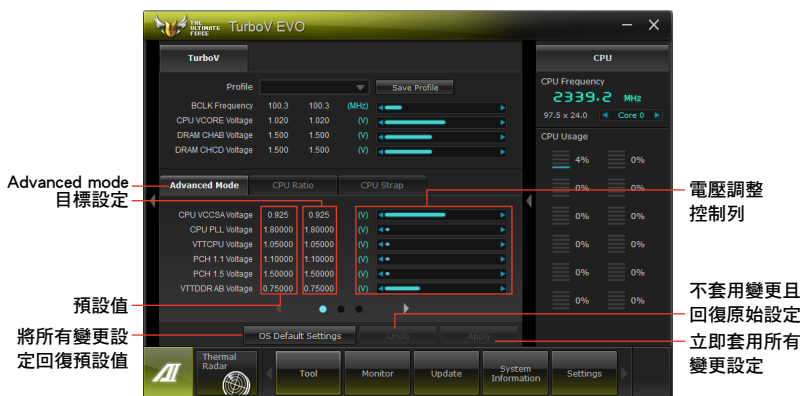 THE ULTIMATE FORCE TurboV EVO
TurboV
Profile Save Profile
BCLK Frequency 100.3 100.3 (MHz)
CPU VCORE Voltage 1.020 1.020 (V)
DRAM CHAB Voltage 1.500 1.500 (V)
DRAM CHCD Voltage 1.500 1.500 (V)
Advanced Mode CPU Ratio CPU Strap
CPU VCCSA Voltage 0.925 0.925 (V)
CPU PLL Voltage 1.80000 1.80000 (V)
VTTCPU Voltage 1.05000 1.05000 (V)
PCH 1.1 Voltage 1.10000 1.10000 (V)
PCH 1.5 Voltage 1.50000 1.50000 (V)
VTTDDR AB Voltage 0.75000 0.75000 (V)
OS Default Settings Undo Apply
CPU
CPU Frequency
2339.2 MHz
97.5 x 24.0 Core 0
CPU Usage
4% 0%
0% 0%
0% 0%
0% 0%
0% 0%
0% 0%
AI
Thermal
Radar
Tool
Monitor
Update
System
Information
Settings
Advanced mode
目標設定
預設值
將所有變更設
定回復預設值
電壓調整
控制列
不套用變更且
回復原始設定
立即套用所有
變更設定